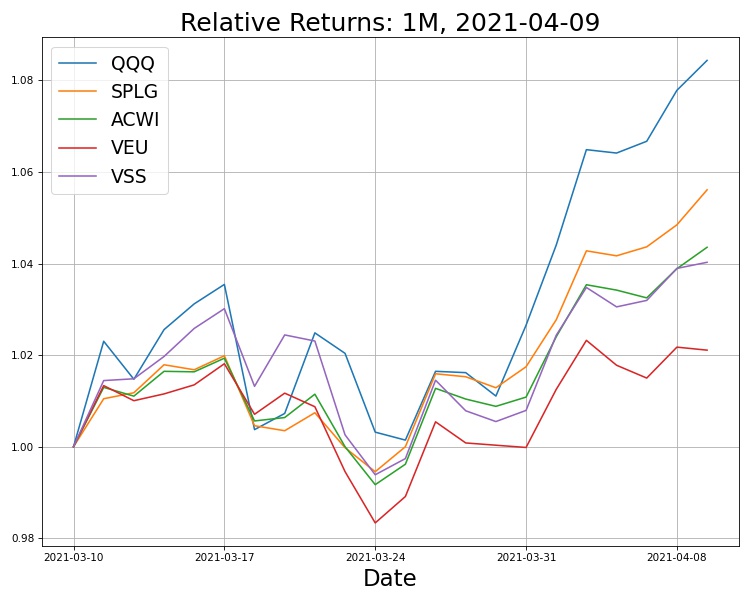 Relative Returns: 1M, 2021-04-09
QQQ
SPLG
ACWI
VEU
VSS
1.08
1.06
1.04
1.02
1.00
0.98
2021-03-10 2021-03-17 2021-03-24 2021-03-31 2021-04-08
Date